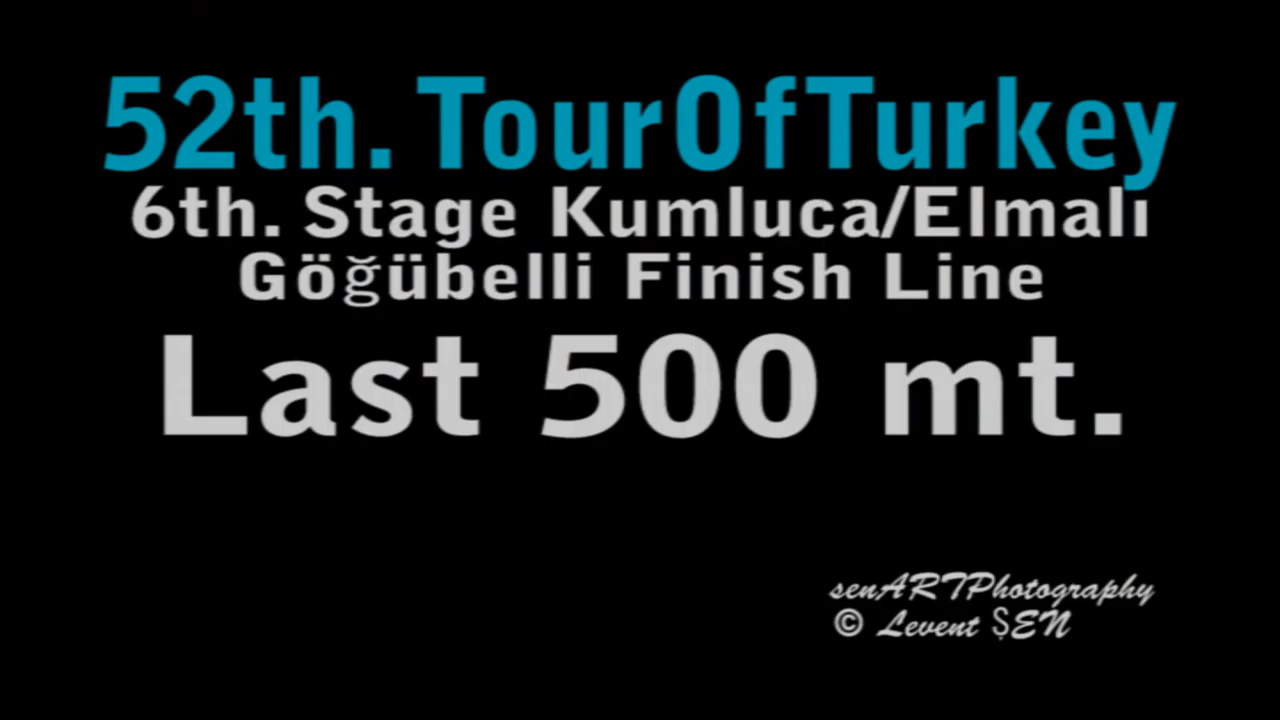 52th. TourOfTurkey
6th. Stage Kumluca/Elmalı
Göğübelli Finish Line
Last 500 mt.
senARTPhotography
© Levent ŞEN